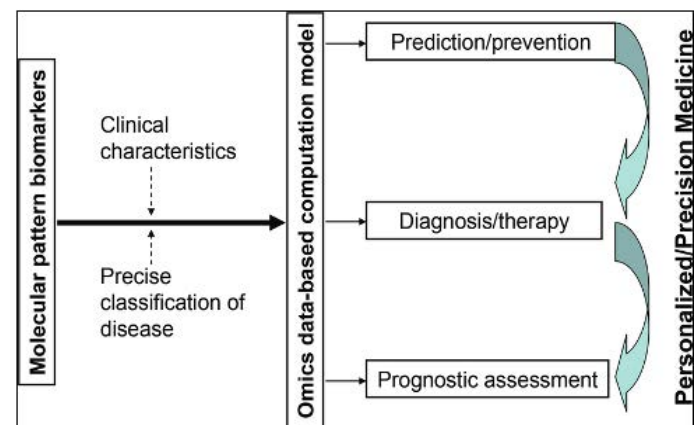 Molecular pattern biomarkers
Clinical
characteristics
Precise
classification of
disease
Omics data-based computation model
Prediction/prevention
Diagnosis/therapy
Prognostic assessment
Personalized/Precision Medicine